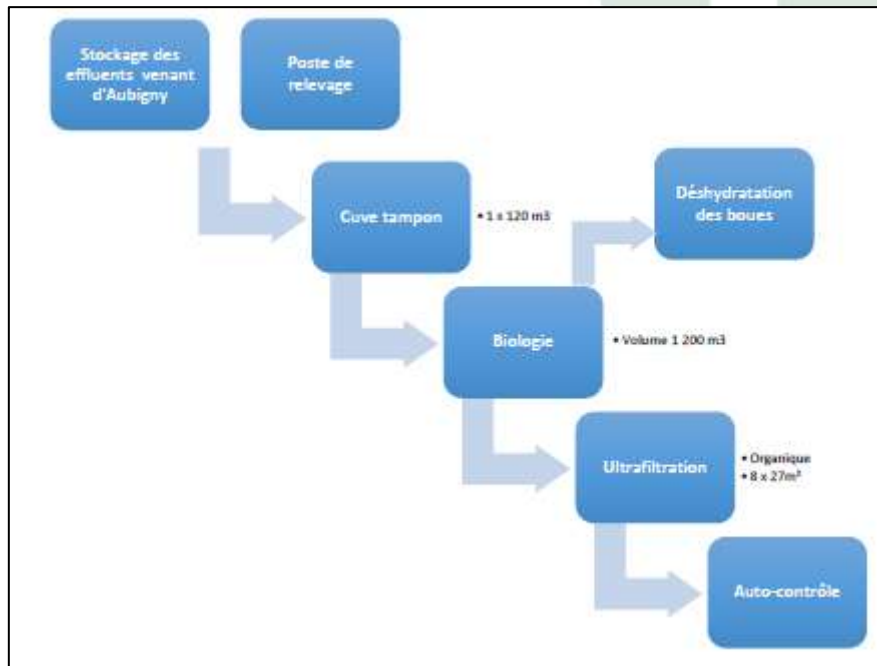 Stockage des
effluents venant
d'Aubigny
Poste de
relevage
Cuve tampon
• 1 x 120 m3
Déshydratation
des boues
Biologie
• Volume 1 200 m3
Ultrafiltration
• Organique
• 8 x 27m²
Auto-contrôle